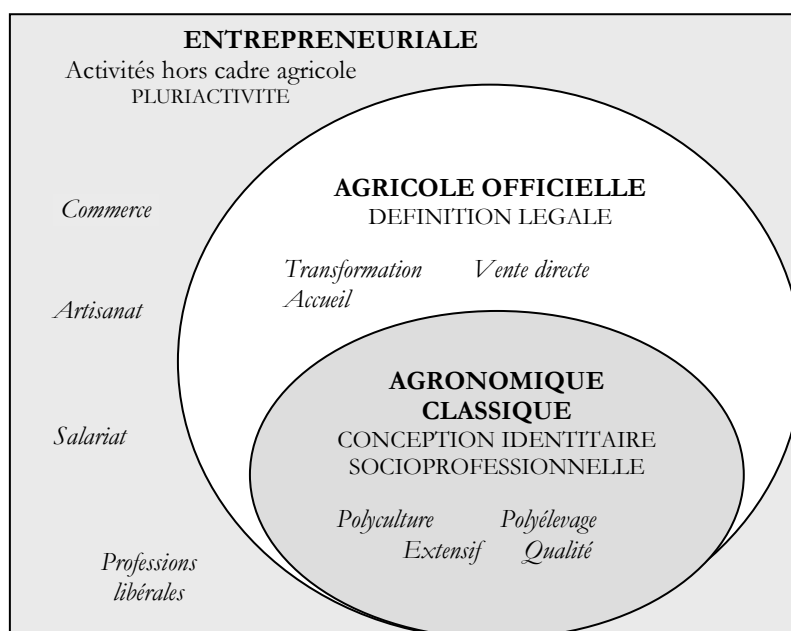 ENTREPRENEURIALE
Activités hors cadre agricole
PLURIACTIVITE
Commerce
Artisanat
Salariat
Professions
libérales
AGRICOLE OFFICIELLE
DEFINITION LEGALE
Transformation Vente directe
Accueil
AGRONOMIQUE
CLASSIQUE
CONCEPTION IDENTITAIRE
SOCIOPROFESSIONNELLE
Polyculture Polyélevage
Extensif Qualité